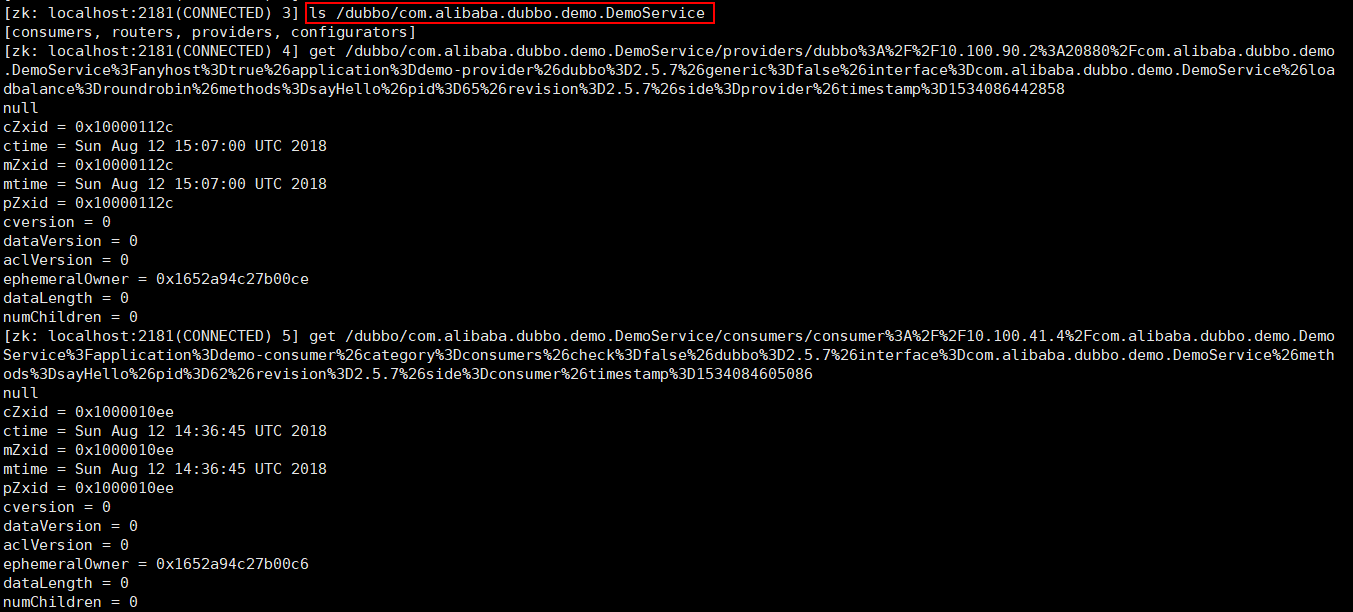 [zk: localhost:2181(CONNECTED) 3] ls /dubbo/com.alibaba.dubbo.demo.DemoService
[consumers, routers, providers, configurators]
[zk: localhost:2181(CONNECTED) 4] get /dubbo/com.alibaba.dubbo.demo.DemoService/providers/dubbo%3A%2F%2F10.100.90.2%3A20880%2Fcom.alibaba.dubbo.demo
.DemoService%3Fanyhost%3Dtrue%26application%3Ddemo-provider%26dubbo%3D2.5.7%26generic%3Dfalse%26interface%3Dcom.alibaba.dubbo.demo.DemoService%26loa
dbalance%3Droundrobin%26methods%3DsayHello%26pid%3D65%26revision%3D2.5.7%26side%3Dprovider%26timestamp%3D1534086442858
null
cZxid = 0x10000112c
ctime = Sun Aug 12 15:07:00 UTC 2018
mZxid = 0x10000112c
mtime = Sun Aug 12 15:07:00 UTC 2018
pZxid = 0x10000112c
cversion = 0
dataVersion = 0
aclVersion = 0
ephemeralOwner = 0x1652a94c27b00ce
dataLength = 0
numChildren = 0
[zk: localhost:2181(CONNECTED) 5] get /dubbo/com.alibaba.dubbo.demo.DemoService/consumers/consumer%3A%2F%2F10.100.41.4%2Fcom.alibaba.dubbo.demo.Demo
Service%3Fapplication%3Ddemo-consumer%26category%3Dconsumers%26check%3Dfalse%26dubbo%3D2.5.7%26interface%3Dcom.alibaba.dubbo.demo.DemoService%26meth
ods%3DsayHello%26pid%3D62%26revision%3D2.5.7%26side%3Dconsumer%26timestamp%3D1534084605086
null
cZxid = 0x1000010ee
ctime = Sun Aug 12 14:36:45 UTC 2018
mZxid = 0x1000010ee
mtime = Sun Aug 12 14:36:45 UTC 2018
pZxid = 0x1000010ee
cversion = 0
dataVersion = 0
aclVersion = 0
ephemeralOwner = 0x1652a94c27b00c6
dataLength = 0
numChildren = 0